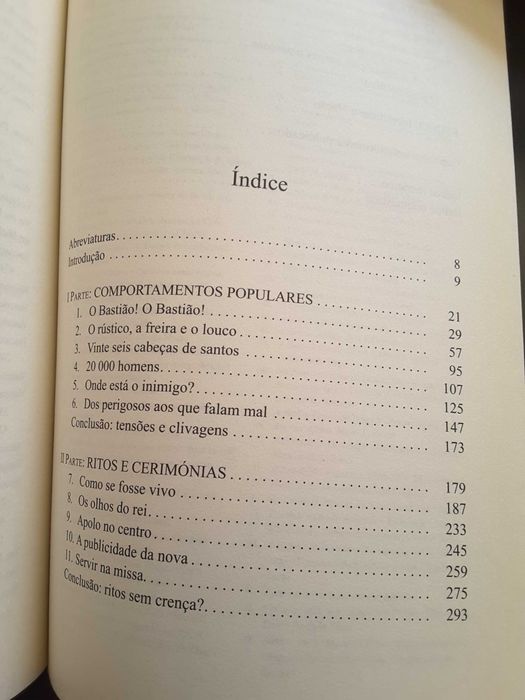 Índice
Abreviaturas. . . . . . . . . . . . . . . . . . . . . . . . . . . . . . . . . . . 8
Introdução . . . . . . . . . . . . . . . . . . . . . . . . . . . . . . . . . . . 9
I PARTE: COMPORTAMENTOS POPULARES . . . . . . . . . . . . 21
1. O Bastião! O Bastião! . . . . . . . . . . . . . . . . . . . . . . . . 29
2. O rústico, a freira e o louco . . . . . . . . . . . . . . . . . . . . 57
3. Vinte seis cabeças de santos . . . . . . . . . . . . . . . . . . . 95
4. 20 000 homens. . . . . . . . . . . . . . . . . . . . . . . . . . . . 107
5. Onde está o inimigo?. . . . . . . . . . . . . . . . . . . . . . . . 125
6. Dos perigosos aos que falam mal . . . . . . . . . . . . . . . . 147
Conclusão: tensões e clivagens . . . . . . . . . . . . . . . . . . . . 173
II PARTE: RITOS E CERIMÓNIAS . . . . . . . . . . . . . . . . . . . . 179
7. Como se fosse vivo . . . . . . . . . . . . . . . . . . . . . . . . . 187
8. Os olhos do rei. . . . . . . . . . . . . . . . . . . . . . . . . . . . 233
9. Apolo no centro . . . . . . . . . . . . . . . . . . . . . . . . . . . 245
10. A publicidade da nova . . . . . . . . . . . . . . . . . . . . . . . 259
11. Servir na missa. . . . . . . . . . . . . . . . . . . . . . . . . . . . 275
Conclusão: ritos sem crença?. . . . . . . . . . . . . . . . . . . . . . 293